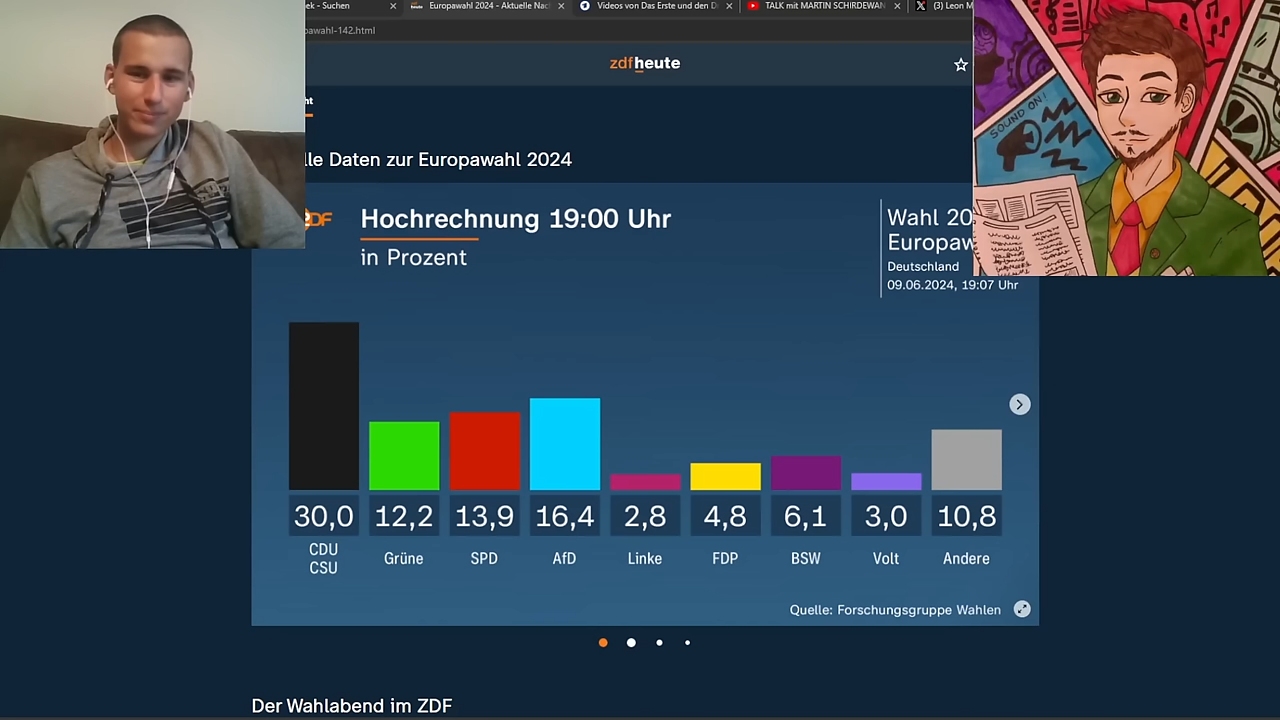 ek - Suchen
Europawahl 2024 - Aktuelle Nac
Videos von Das Erste und den D
TALK mit MARTIN SCHIRDEWAN
(3) Leon M
pawahl-142.html
zdfheute
ht
lle Daten zur Europawahl 2024
ZDF
Hochrechnung 19:00 Uhr
in Prozent
Wahl 20
Europaw
Deutschland
09.06.2024, 19:07 Uhr
SOUND ON!
30,0
12,2
13,9
16,4
2,8
4,8
6,1
3,0
10,8
CDU
CSU
Grüne
SPD
AfD
Linke
FDP
BSW
Volt
Andere
Quelle: Forschungsgruppe Wahlen
Der Wahlabend im ZDF